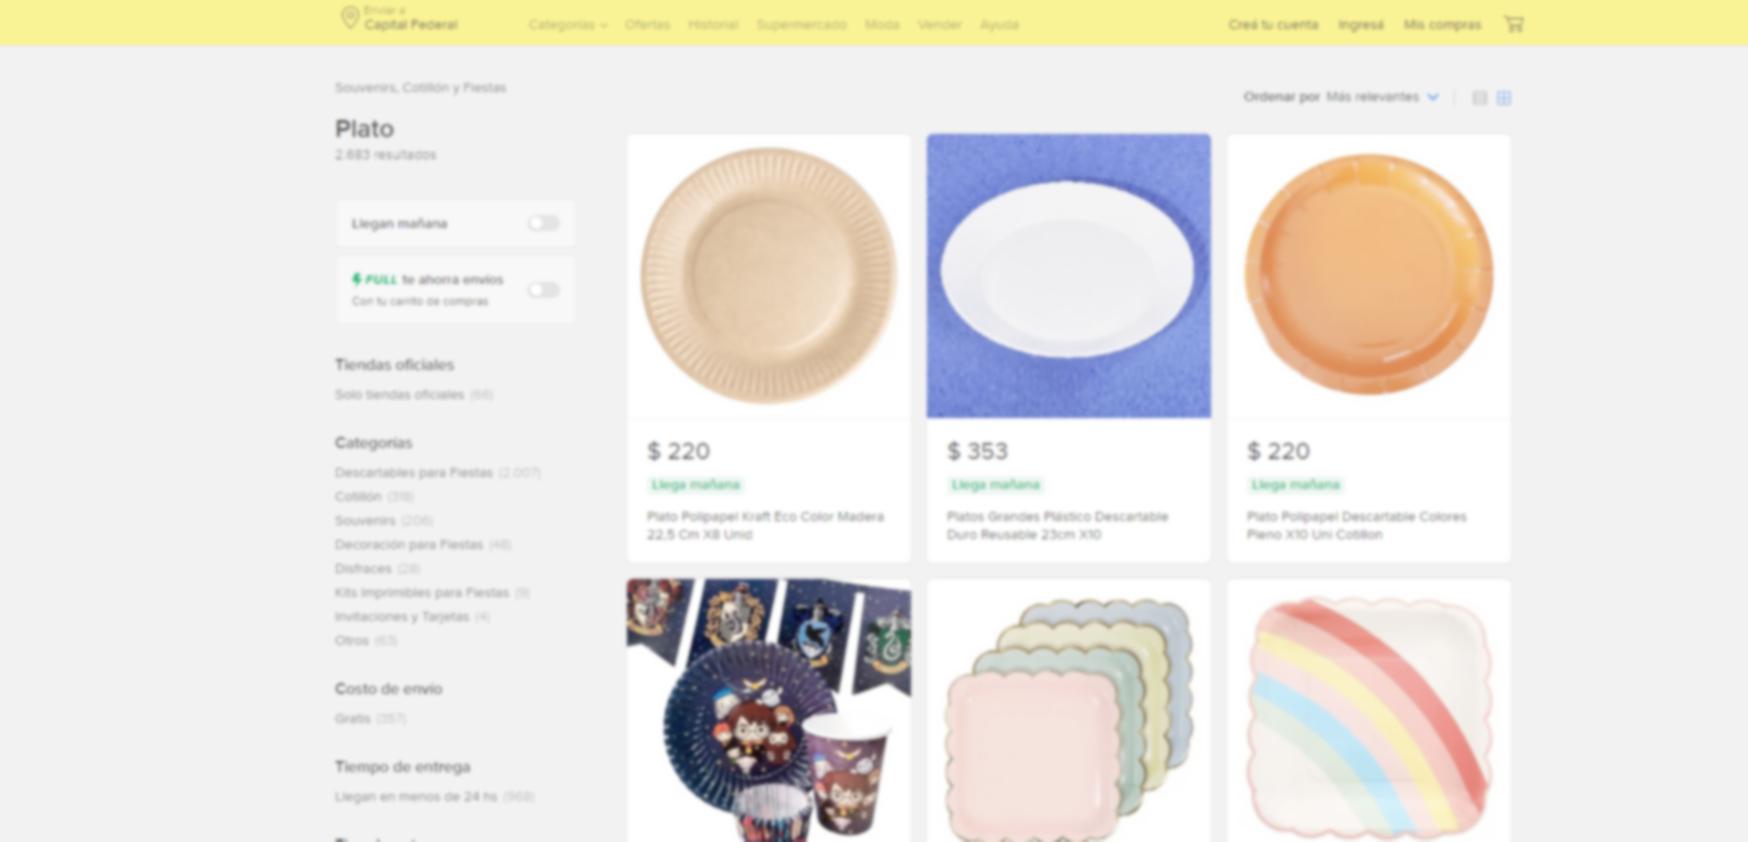 Enviar a
Capital Federal
Categorías Ofertas Historial Supermercado Moda Vender Ayuda
Creá tu cuenta Ingresá Mis compras
Souvenirs, Cotillón y Fiestas
Ordenar por Más relevantes
Plato
2.683 resultados
Llegan mañana
FULL te ahorra envíos
Con tu carrito de compras
Tiendas oficiales
Solo tiendas oficiales (66)
Categorías
Descartables para Fiestas (2.007)
Cotillón (318)
Souvenirs (206)
Decoración para Fiestas (48)
Disfraces (28)
Kits Imprimibles para Fiestas (9)
Invitaciones y Tarjetas (4)
Otros (63)
Costo de envío
Gratis (357)
Tiempo de entrega
Llegan en menos de 24 hs (968)
$ 220
Llega mañana
Plato Polipapel Kraft Eco Color Madera
22,5 Cm X8 Unid
$ 353
Llega mañana
Platos Grandes Plástico Descartable
Duro Reusable 23cm X10
$ 220
Llega mañana
Plato Polipapel Descartable Colores
Pleno X10 Uni Cotillon